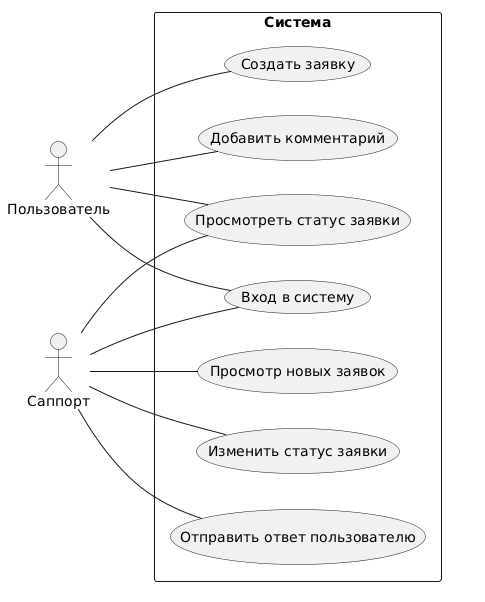 Система
Создать заявку
Добавить комментарий
Пользователь
Просмотреть статус заявки
Вход в систему
Просмотр новых заявок
Саппорт
Изменить статус заявки
Отправить ответ пользователю